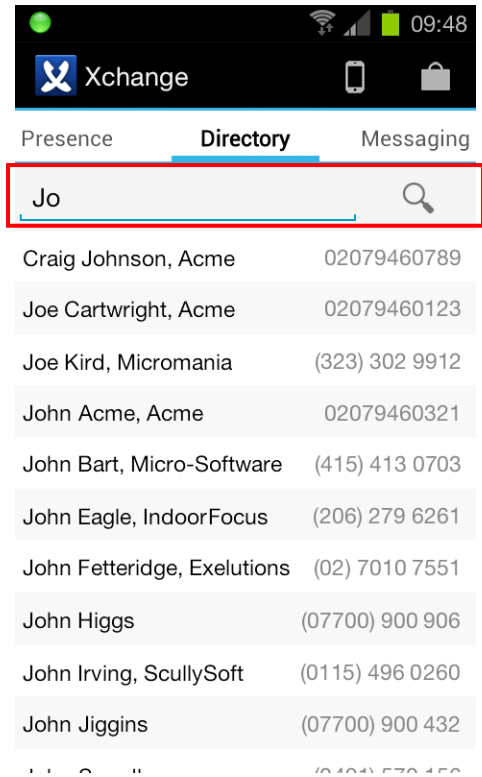 09:48
Xchange
Presence Directory Messaging
Jo
Craig Johnson, Acme 02079460789
Joe Cartwright, Acme 02079460123
Joe Kird, Micromania (323) 302 9912
John Acme, Acme 02079460321
John Bart, Micro-Software (415) 413 0703
John Eagle, IndoorFocus (206) 279 6261
John Fetteridge, Exelutions (02) 7010 7551
John Higgs (07700) 900 906
John Irving, ScullySoft (0115) 496 0260
John Jiggins (07700) 900 432
John